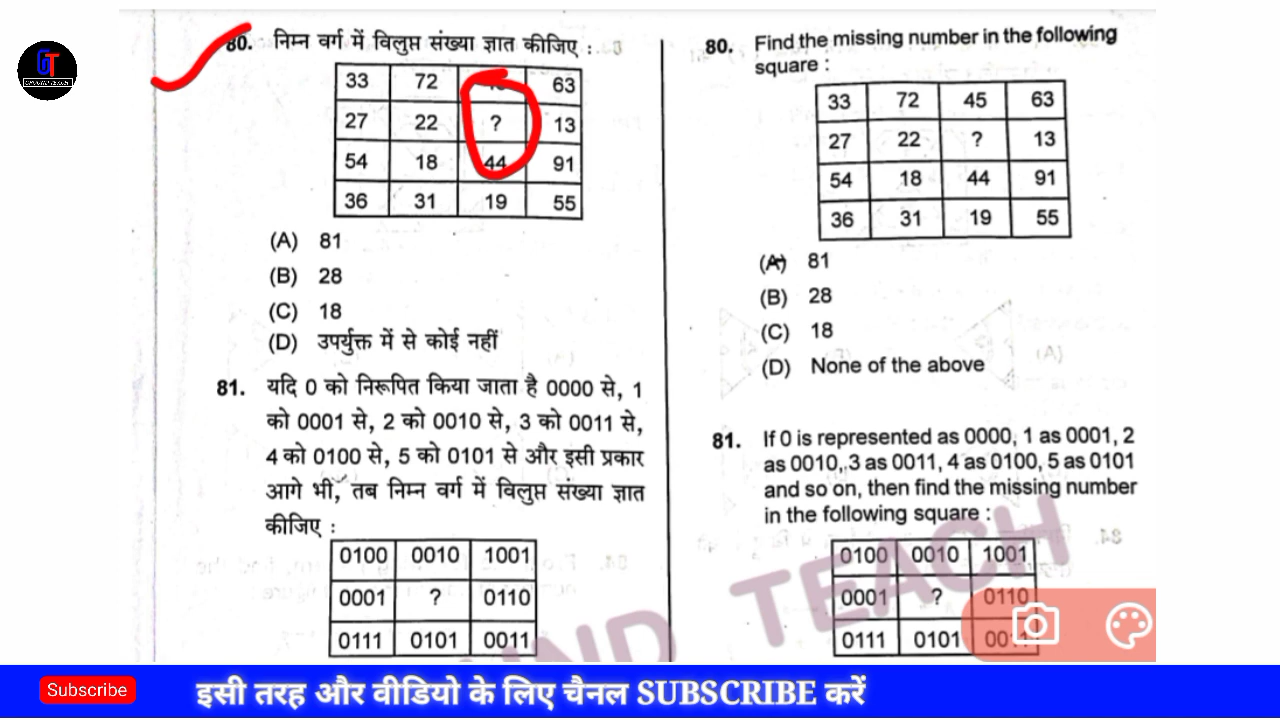 80. निम्न वर्ग में विलुप्त संख्या ज्ञात कीजिए :
33 72 63
27 22 ? 13
54 18 44 91
36 31 19 55
(A) 81
(B) 28
(C) 18
(D) उपर्युक्त में से कोई नहीं
81. यदि 0 को निरूपित किया जाता है 0000 से, 1
को 0001 से, 2 को 0010 से, 3 को 0011 से,
4 को 0100 से, 5 को 0101 से और इसी प्रकार
आगे भी, तब निम्न वर्ग में विलुप्त संख्या ज्ञात
कीजिए :
0100 0010 1001
0001 ? 0110
0111 0101 0011
80. Find the missing number in the following
square :
33 72 45 63
27 22 ? 13
54 18 44 91
36 31 19 55
(A) 81
(B) 28
(C) 18
(D) None of the above
81. If 0 is represented as 0000, 1 as 0001, 2
as 0010, 3 as 0011, 4 as 0100, 5 as 0101
and so on, then find the missing number
in the following square :
0100 0010 1001
0001 ? 0110
0111 0101
TEACH
GT
Subscribe
इसी तरह और वीडियो के लिए चैनल SUBSCRIBE करें